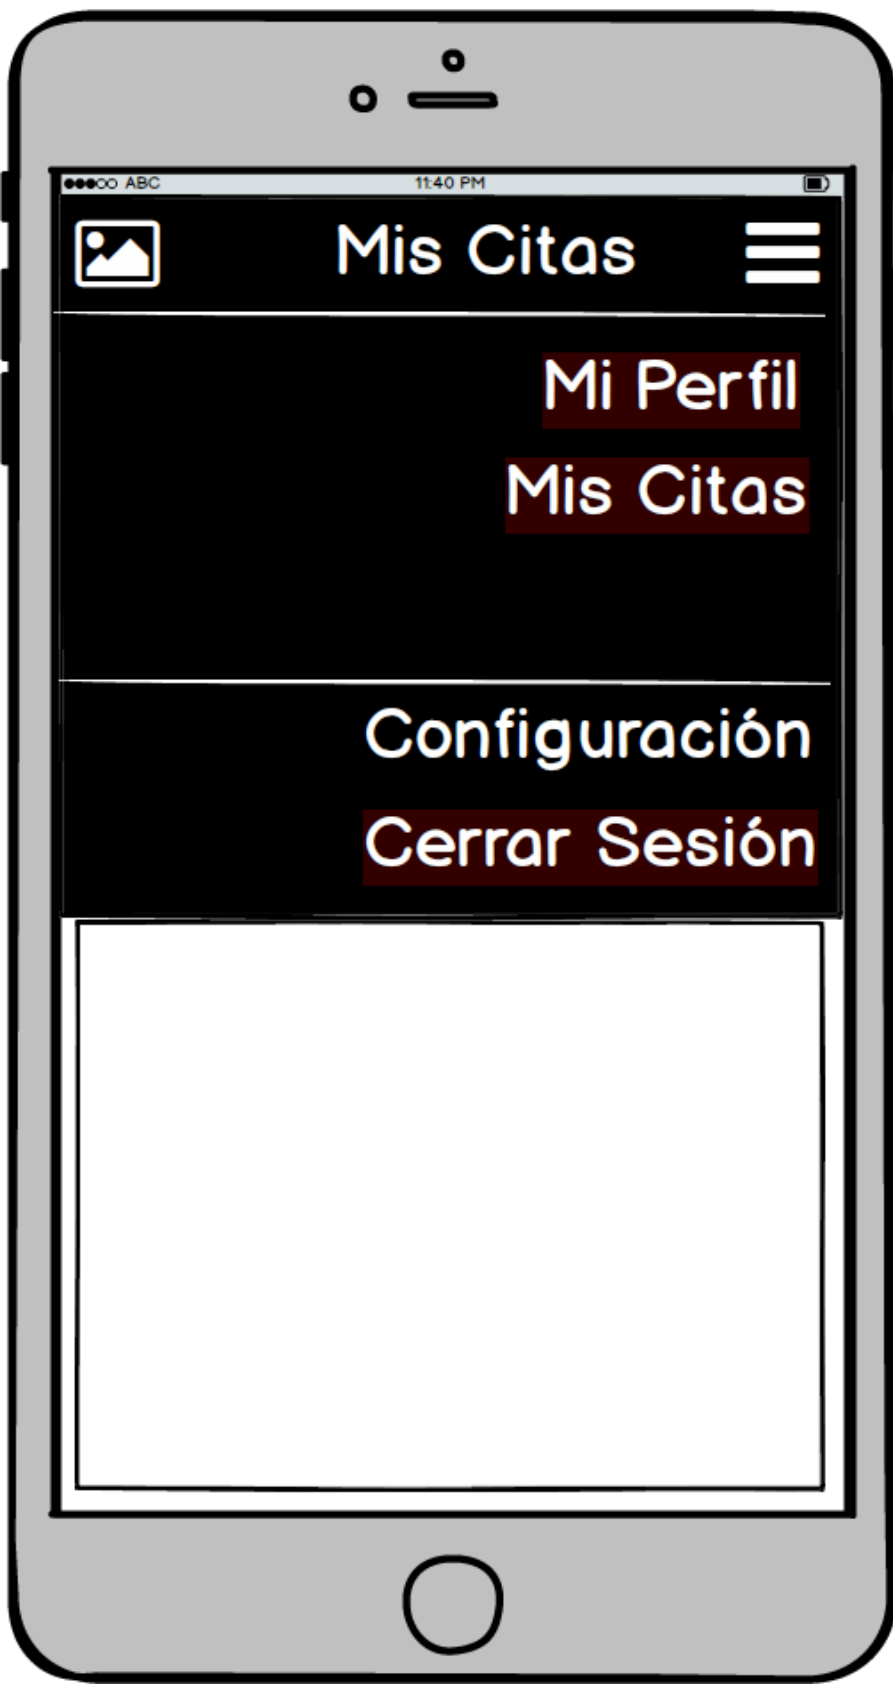 ABC 11:40 PM
Mis Citas
Mi Perfil
Mis Citas
Configuración
Cerrar Sesión